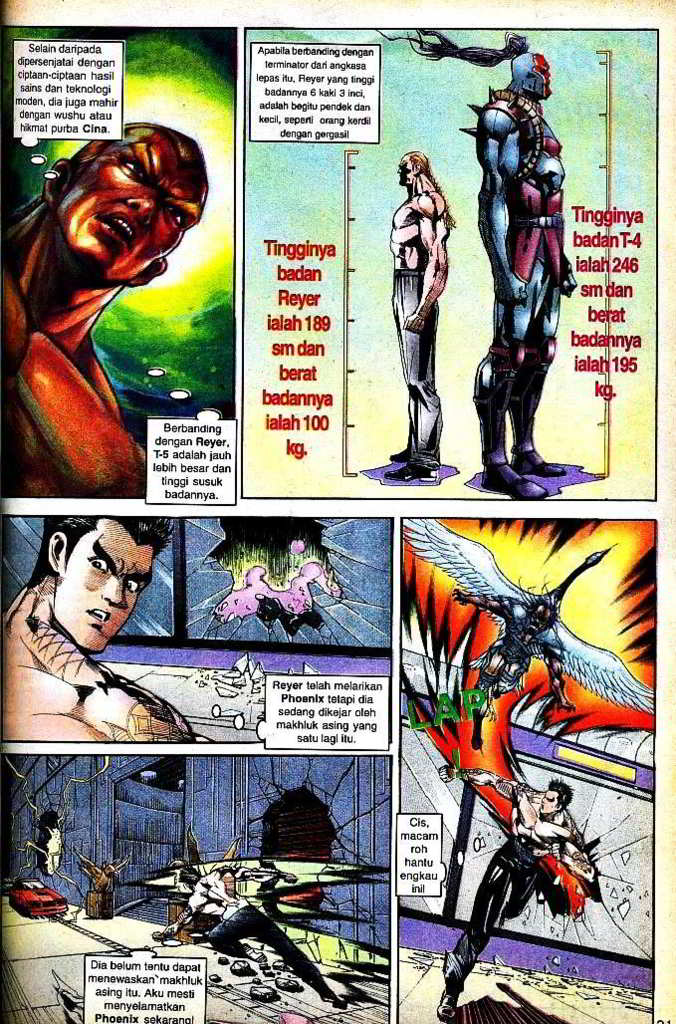 Selain daripada
dipersenjatai dengan
ciptaan-ciptaan hasil
sains dan teknologi
moden, dia juga mahir
dengan wushu atau
hikmat purba Cina.
Apabila berbanding dengan
terminator dari angkasa
lepas itu, Reyer yang tinggi
badannya 6 kaki 3 inci,
adalah begitu pendek dan
kecil, seperti orang kerdil
dengan gergasi!
Tingginya
badan
Reyer
ialah 189
sm dan
berat
badannya
ialah 100
kg.
Tingginya
badan T-4
ialah 246
sm dan
berat
badannya
ialah 195
kg.
Berbanding
dengan Reyer,
T-5 adalah jauh
lebih besar dan
tinggi susuk
badannya.
Reyer telah melarikan
Phoenix tetapi dia
sedang dikejar oleh
makhluk asing yang
satu lagi itu.
LAP
!
Cis,
macam
roh
hantu
engkau
ini!
Dia belum tentu dapat
menewaskan makhluk
asing itu. Aku mesti
menyelamatkan
Phoenix sekarang!